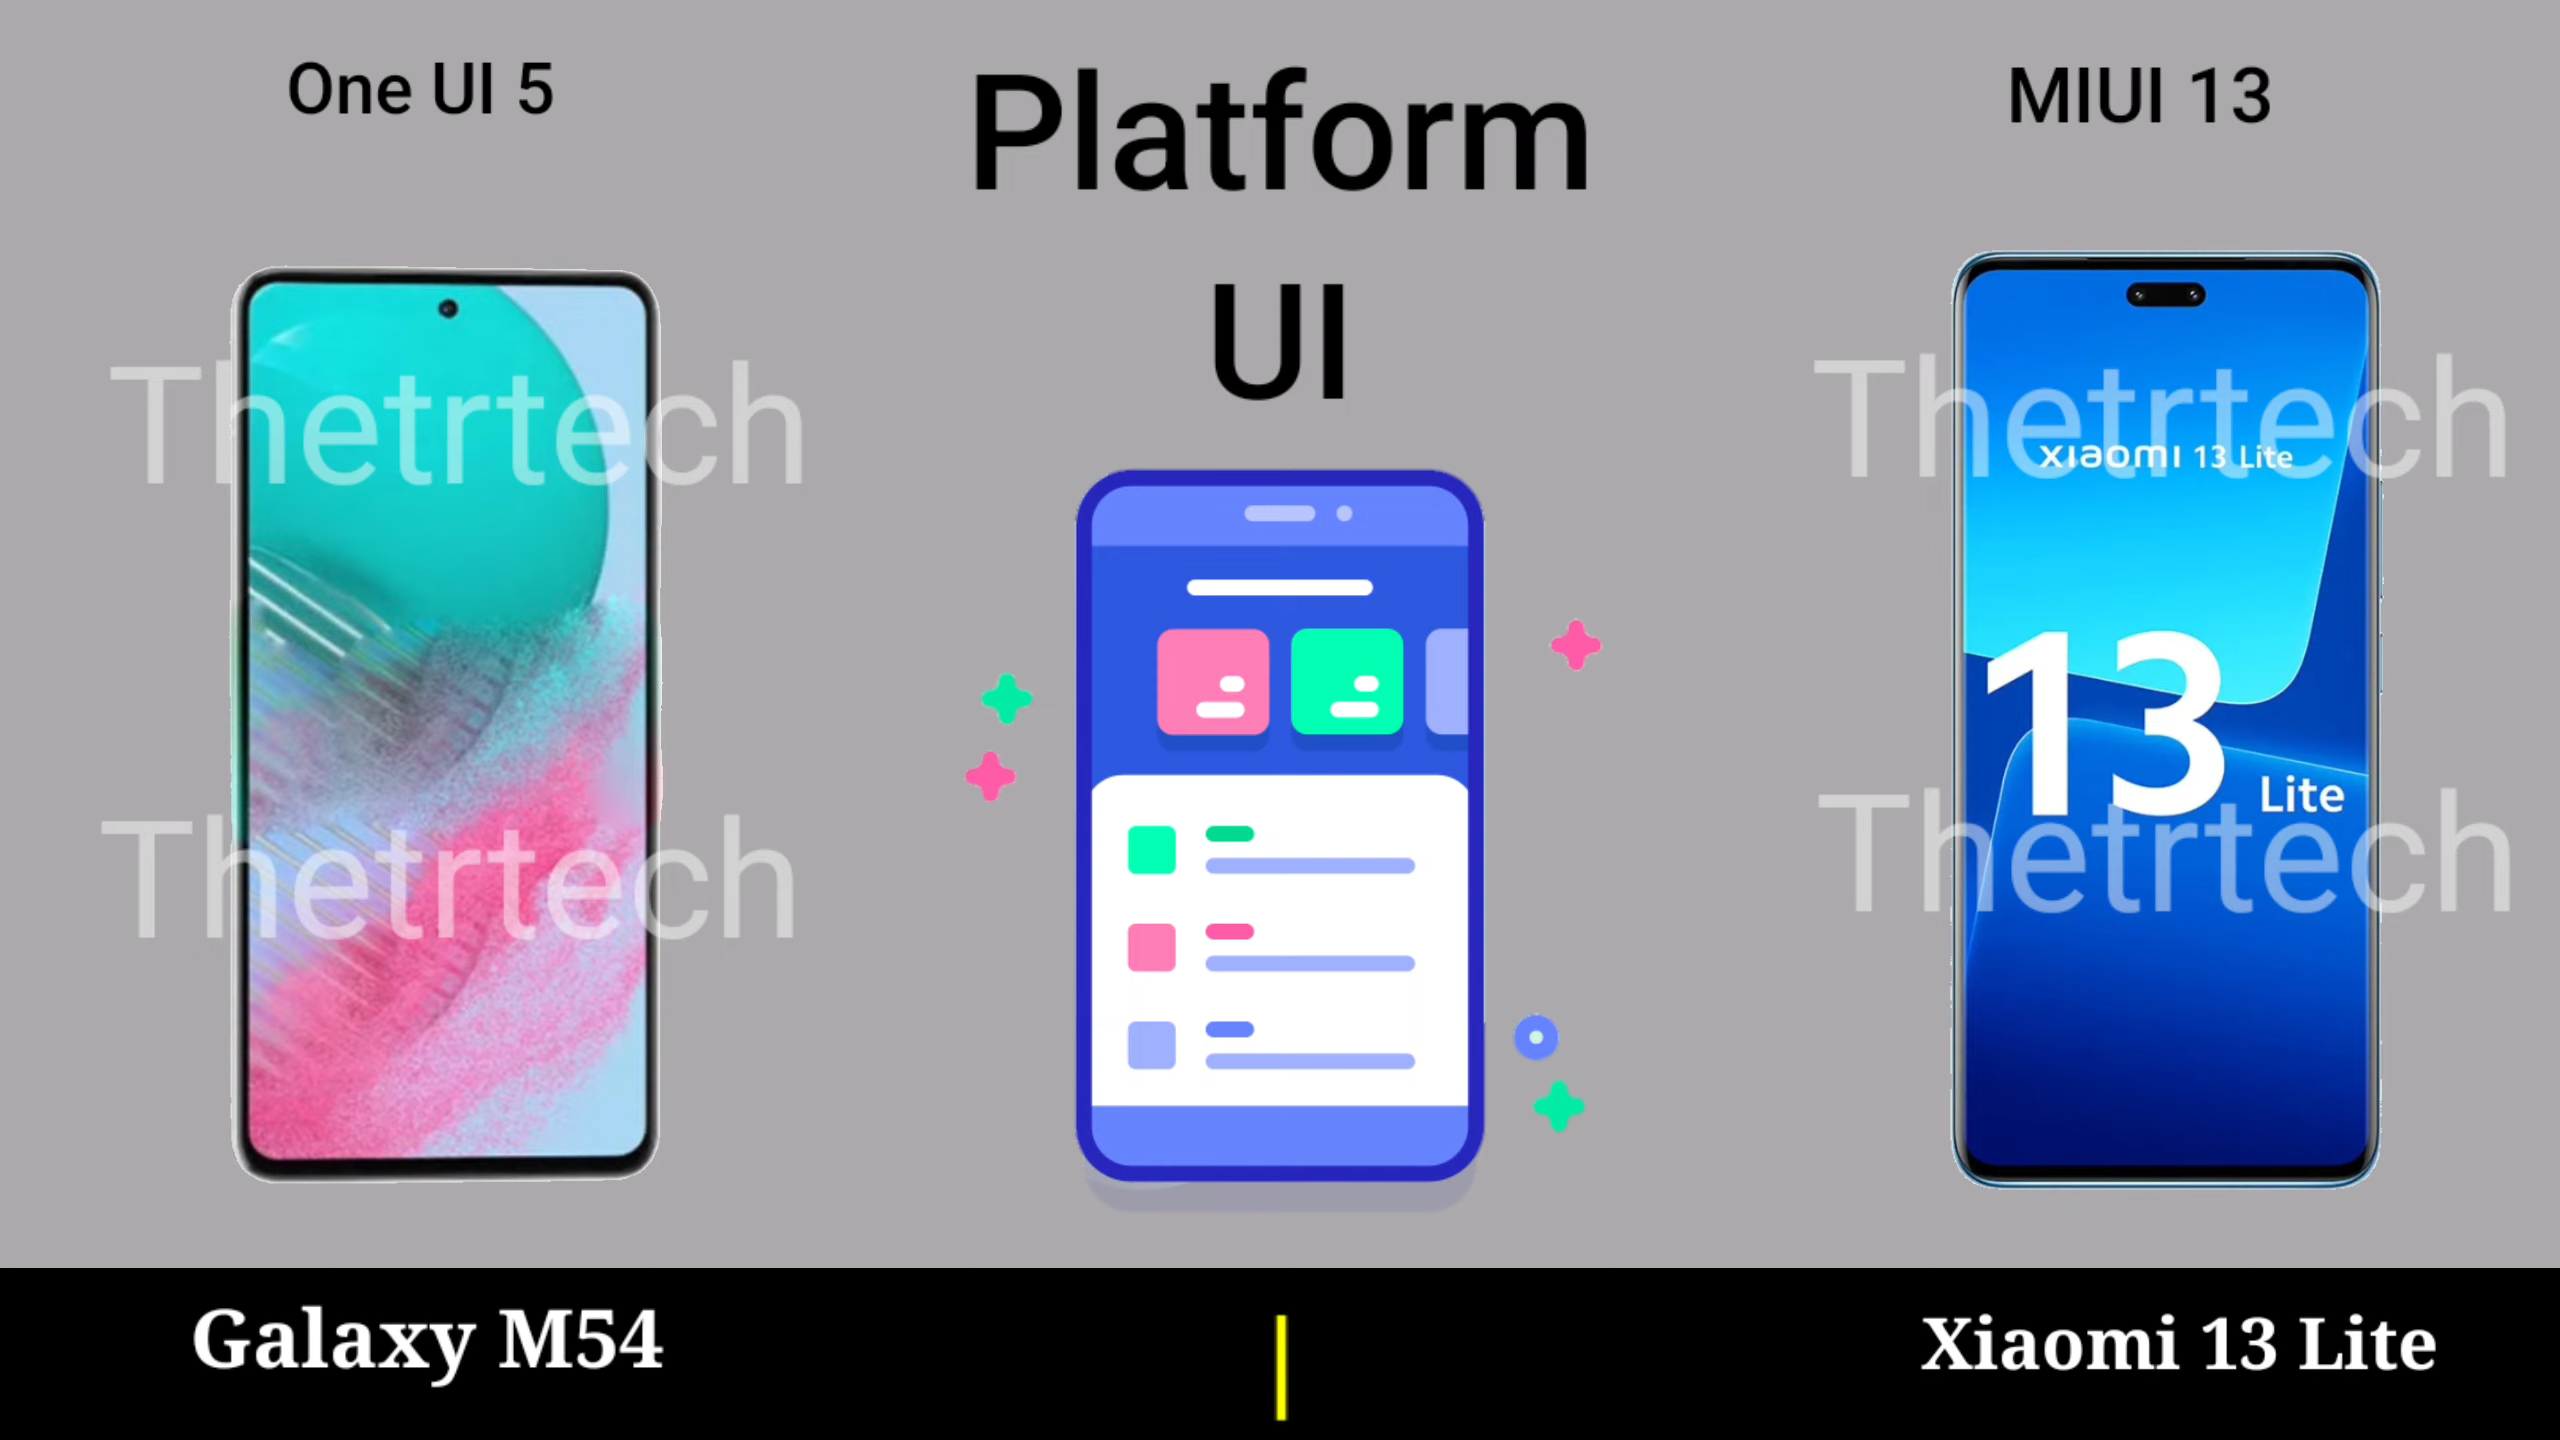 One UI 5
Platform
UI
MIUI 13
Thetrtech
Thetrtech
Thetrtech
xiaomi 13 Lite
13 Lite
Thetrtech
Galaxy M54
Xiaomi 13 Lite